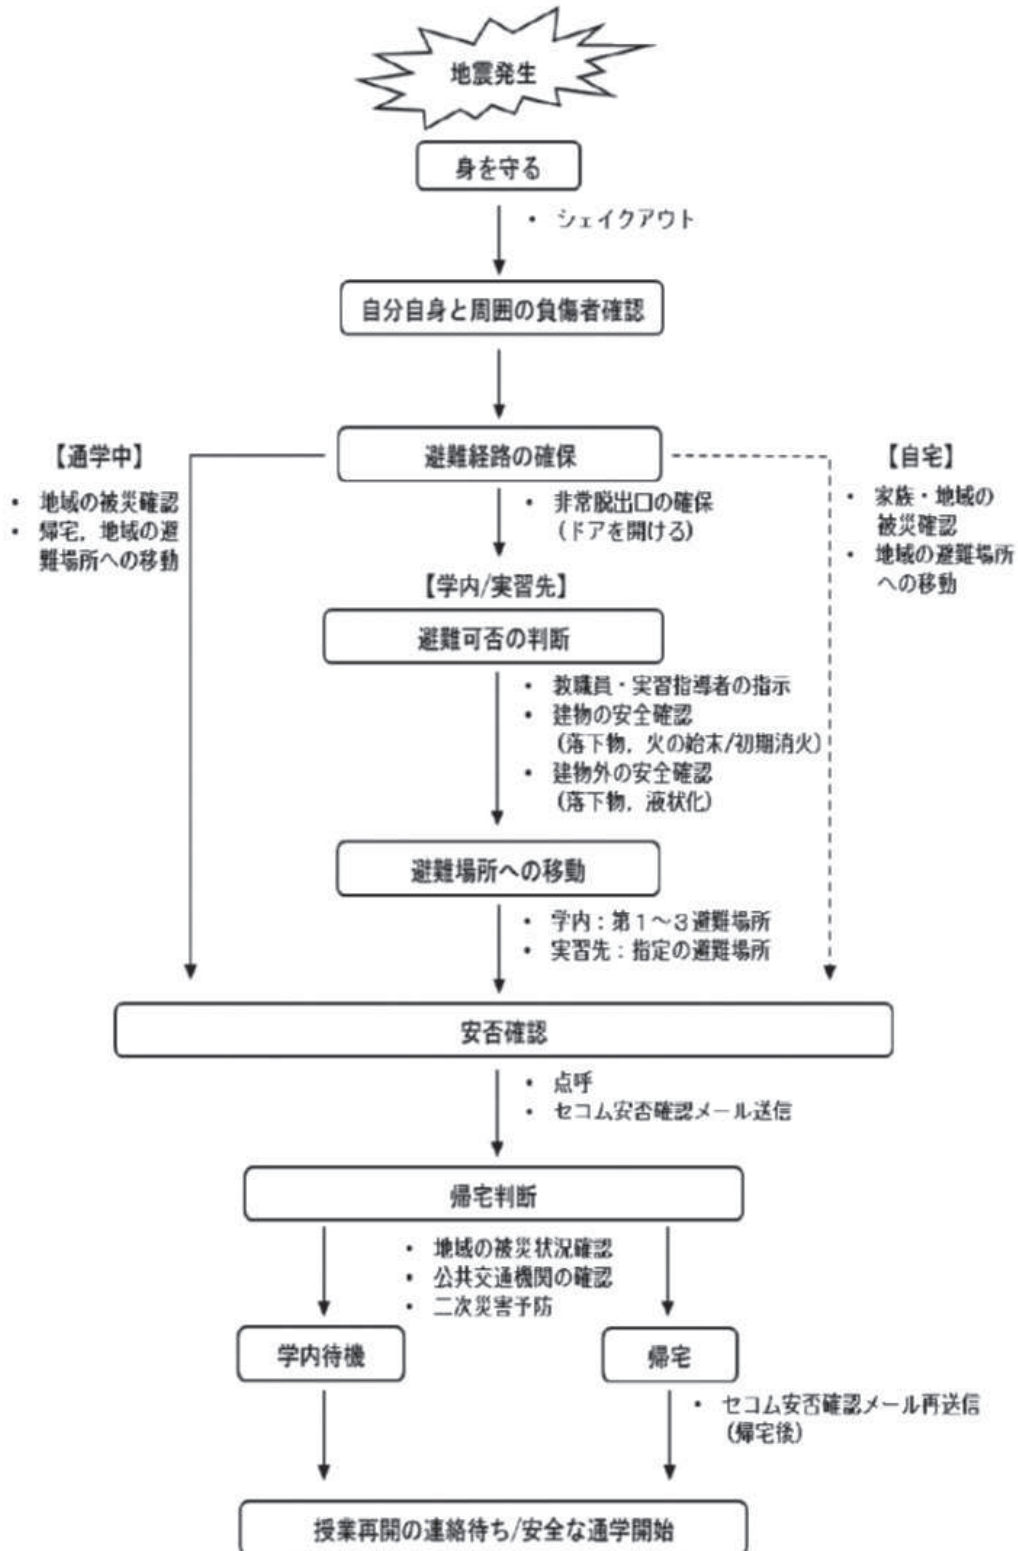 地震発生
身を守る
・ シェイクアウト
自分自身と周囲の負傷者確認
避難経路の確保
【通学中】
・ 地域の被災確認
・ 帰宅，地域の避
難場所への移動
【自宅】
・ 家族・地域の
被災確認
・ 地域の避難場所
への移動
・ 非常脱出口の確保
(ドアを開ける)
【学内/実習先】
避難可否の判断
・ 教職員・実習指導者の指示
・ 建物の安全確認
(落下物，火の始末/初期消火)
・ 建物外の安全確認
(落下物，液状化)
避難場所への移動
・ 学内：第１～３避難場所
・ 実習先：指定の避難場所
安否確認
・ 点呼
・ セコム安否確認メール送信
帰宅判断
・ 地域の被災状況確認
・ 公共交通機関の確認
・ 二次災害予防
学内待機
帰宅
・ セコム安否確認メール再送信
(帰宅後)
授業再開の連絡待ち/安全な通学開始